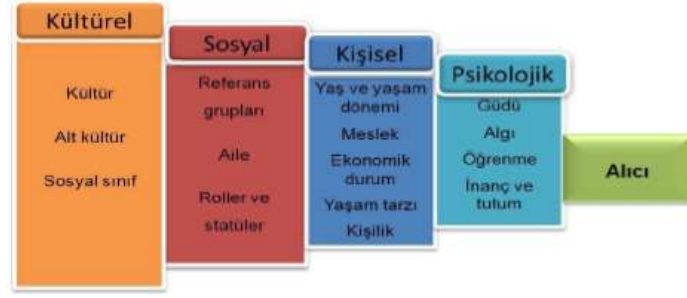 Kültürel
Kültür
Alt kültür
Sosyal sınıf
Sosyal
Referans
grupları
Aile
Roller ve
statüler
Kişisel
Yaş ve yaşam
dönemi
Meslek
Ekonomik
durum
Yaşam tarzı
Kişilik
Psikolojik
Güdü
Algı
Öğrenme
İnanç ve
tutum
Alıcı